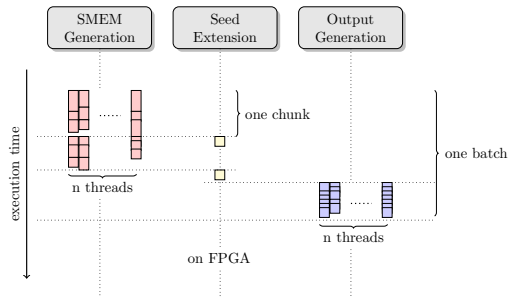 SMEM
Generation
Seed
Extension
Output
Generation
execution time
one chunk
one batch
n threads
n threads
on FPGA